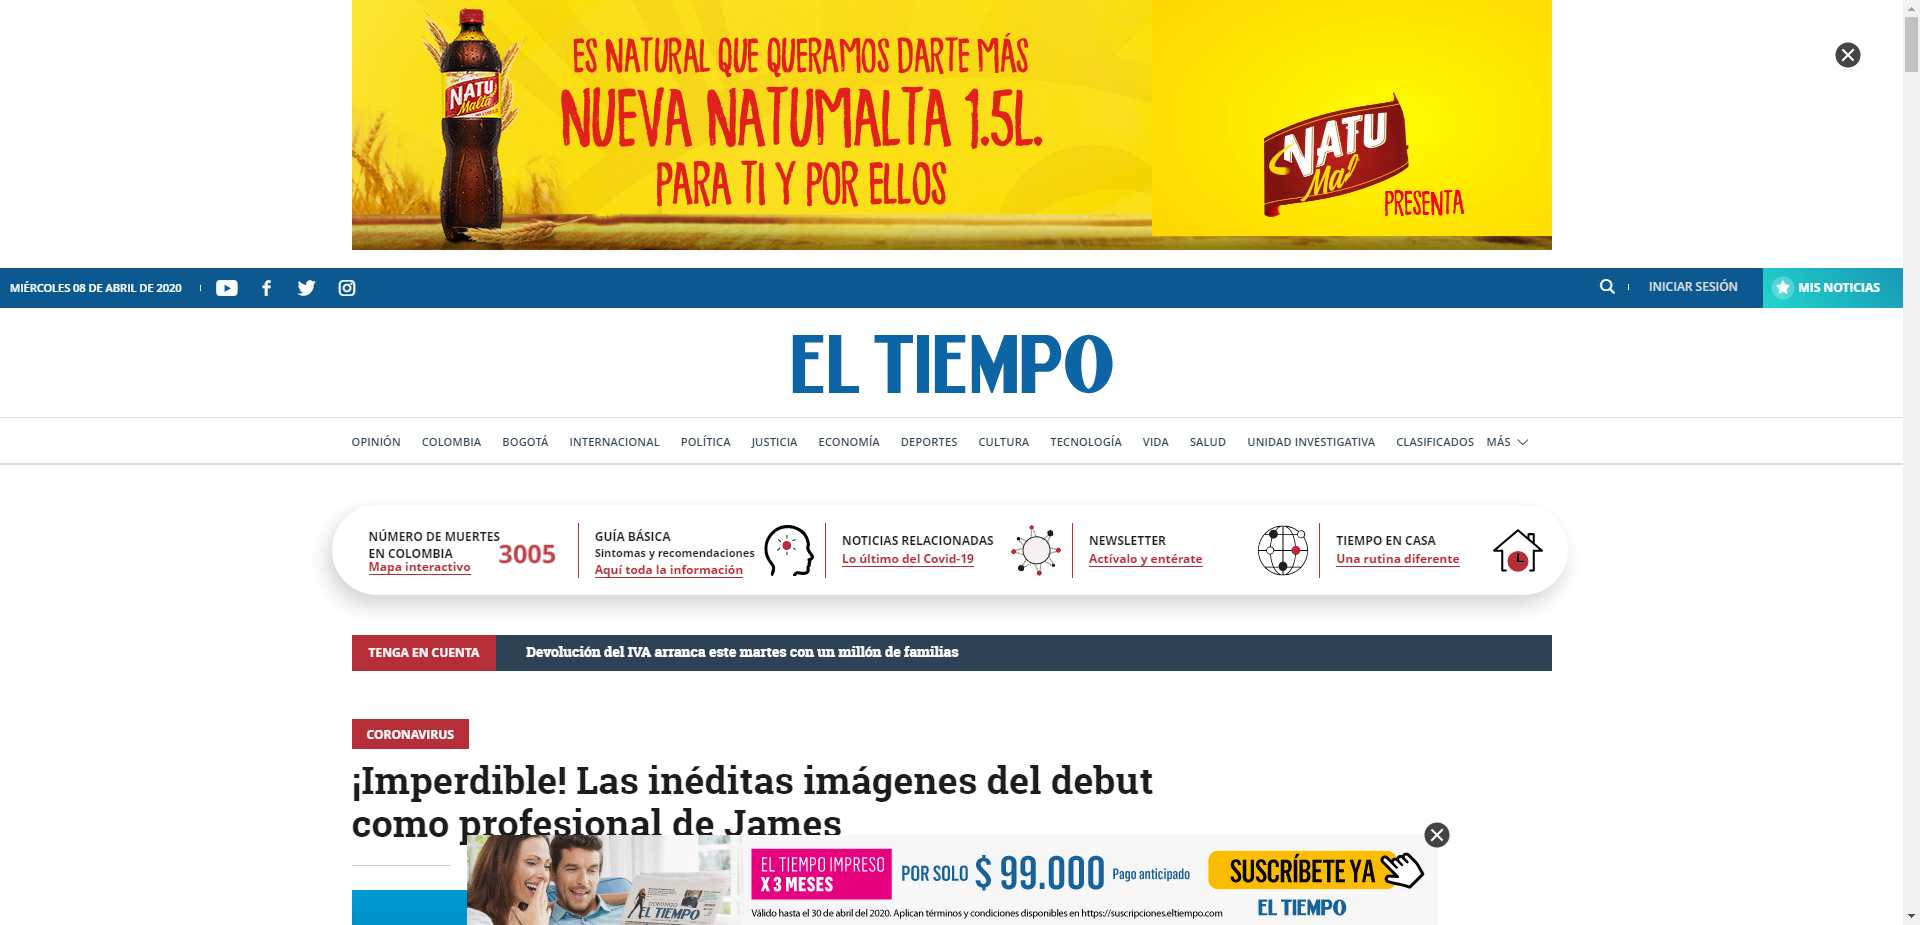 NATU
Malta
ES NATURAL QUE QUERAMOS DARTE MÁS
NUEVA NATUMALTA 1.5L.
PARA TI Y POR ELLOS
NATU
Mal
PRESENTA
MIÉRCOLES 08 DE ABRIL DE 2020
INICIAR SESIÓN
MIS NOTICIAS
EL TIEMPO
OPINIÓN COLOMBIA BOGOTÁ INTERNACIONAL POLÍTICA JUSTICIA ECONOMÍA DEPORTES CULTURA TECNOLOGÍA VIDA SALUD UNIDAD INVESTIGATIVA CLASIFICADOS MÁS
NÚMERO DE MUERTES
EN COLOMBIA
Mapa interactivo
3005
GUÍA BÁSICA
Sintomas y recomendaciones
Aquí toda la información
NOTICIAS RELACIONADAS
Lo último del Covid-19
NEWSLETTER
Actívalo y entérate
TIEMPO EN CASA
Una rutina diferente
TENGA EN CUENTA
Devolución del IVA arranca este martes con un millón de familias
CORONAVIRUS
¡Imperdible! Las inéditas imágenes del debut
como profesional de James
DOMINGO
EL TIEMPO
EL TIEMPO IMPRESO
X 3 MESES
POR SOLO $ 99.000 Pago anticipado
SUSCRÍBETE YA
Válido hasta el 30 de abril del 2020. Aplican términos y condiciones disponibles en https://suscripciones.eltiempo.com
EL TIEMPO